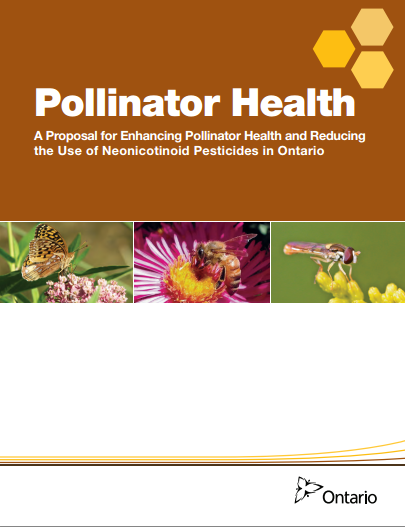 Pollinator Health
A Proposal for Enhancing Pollinator Health and Reducing
the Use of Neonicotinoid Pesticides in Ontario
Ontario